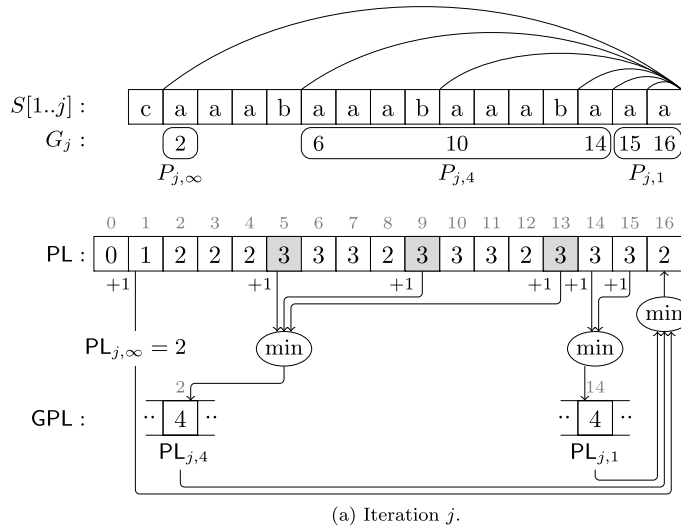 S[1..j] : c a a a b a a a b a a a b a a a
G_j : 2 6 10 14 15 16
P_{j,∞} P_{j,4} P_{j,1}
0 1 2 3 4 5 6 7 8 9 10 11 12 13 14 15 16
PL : 0 1 2 2 2 3 3 3 2 3 3 3 2 3 3 3 2
+1 +1 +1 +1 +1 +1
min
PL_{j,∞} = 2 min min
2 14
GPL : ·· 4 ·· ·· 4 ··
PL_{j,4} PL_{j,1}
(a) Iteration j.